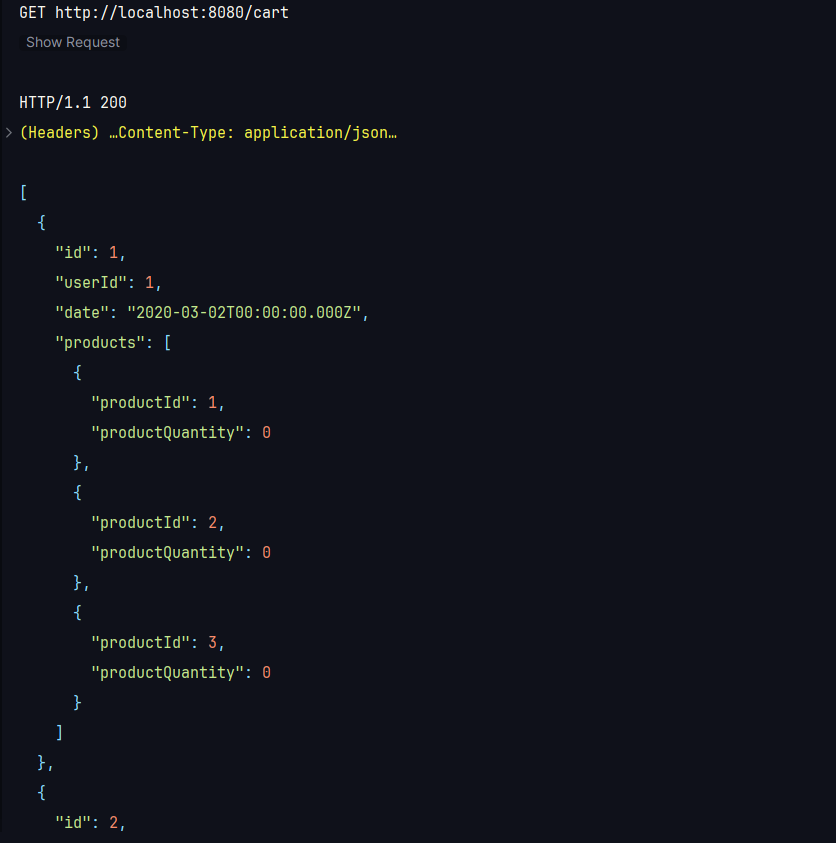 GET http://localhost:8080/cart
Show Request
HTTP/1.1 200
(Headers) …Content-Type: application/json…
[
  {
    "id": 1,
    "userId": 1,
    "date": "2020-03-02T00:00:00.000Z",
    "products": [
      {
        "productId": 1,
        "productQuantity": 0
      },
      {
        "productId": 2,
        "productQuantity": 0
      },
      {
        "productId": 3,
        "productQuantity": 0
      }
    ]
  },
  {
    "id": 2,